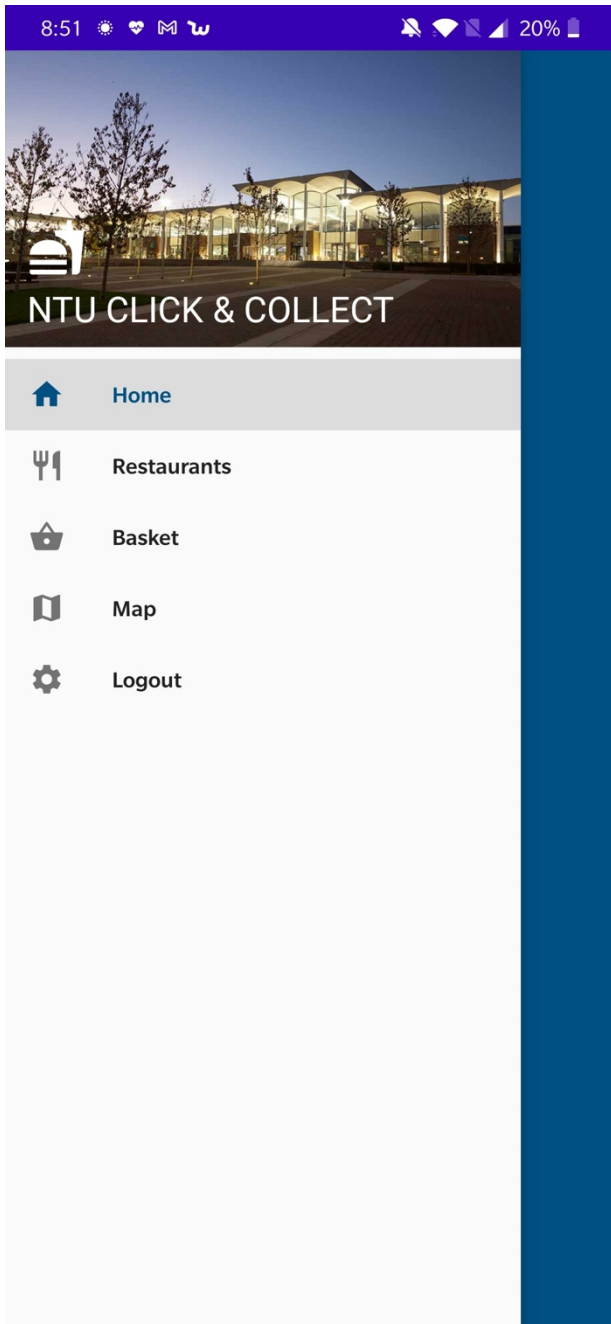 8:51
20%
NTU CLICK & COLLECT
Home
Restaurants
Basket
Map
Logout